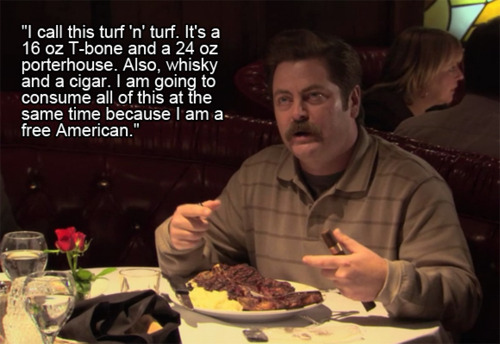 "I call this turf 'n' turf. It's a
16 oz T-bone and a 24 oz
porterhouse. Also, whisky
and a cigar. I am going to
consume all of this at the
same time because I am a
free American."